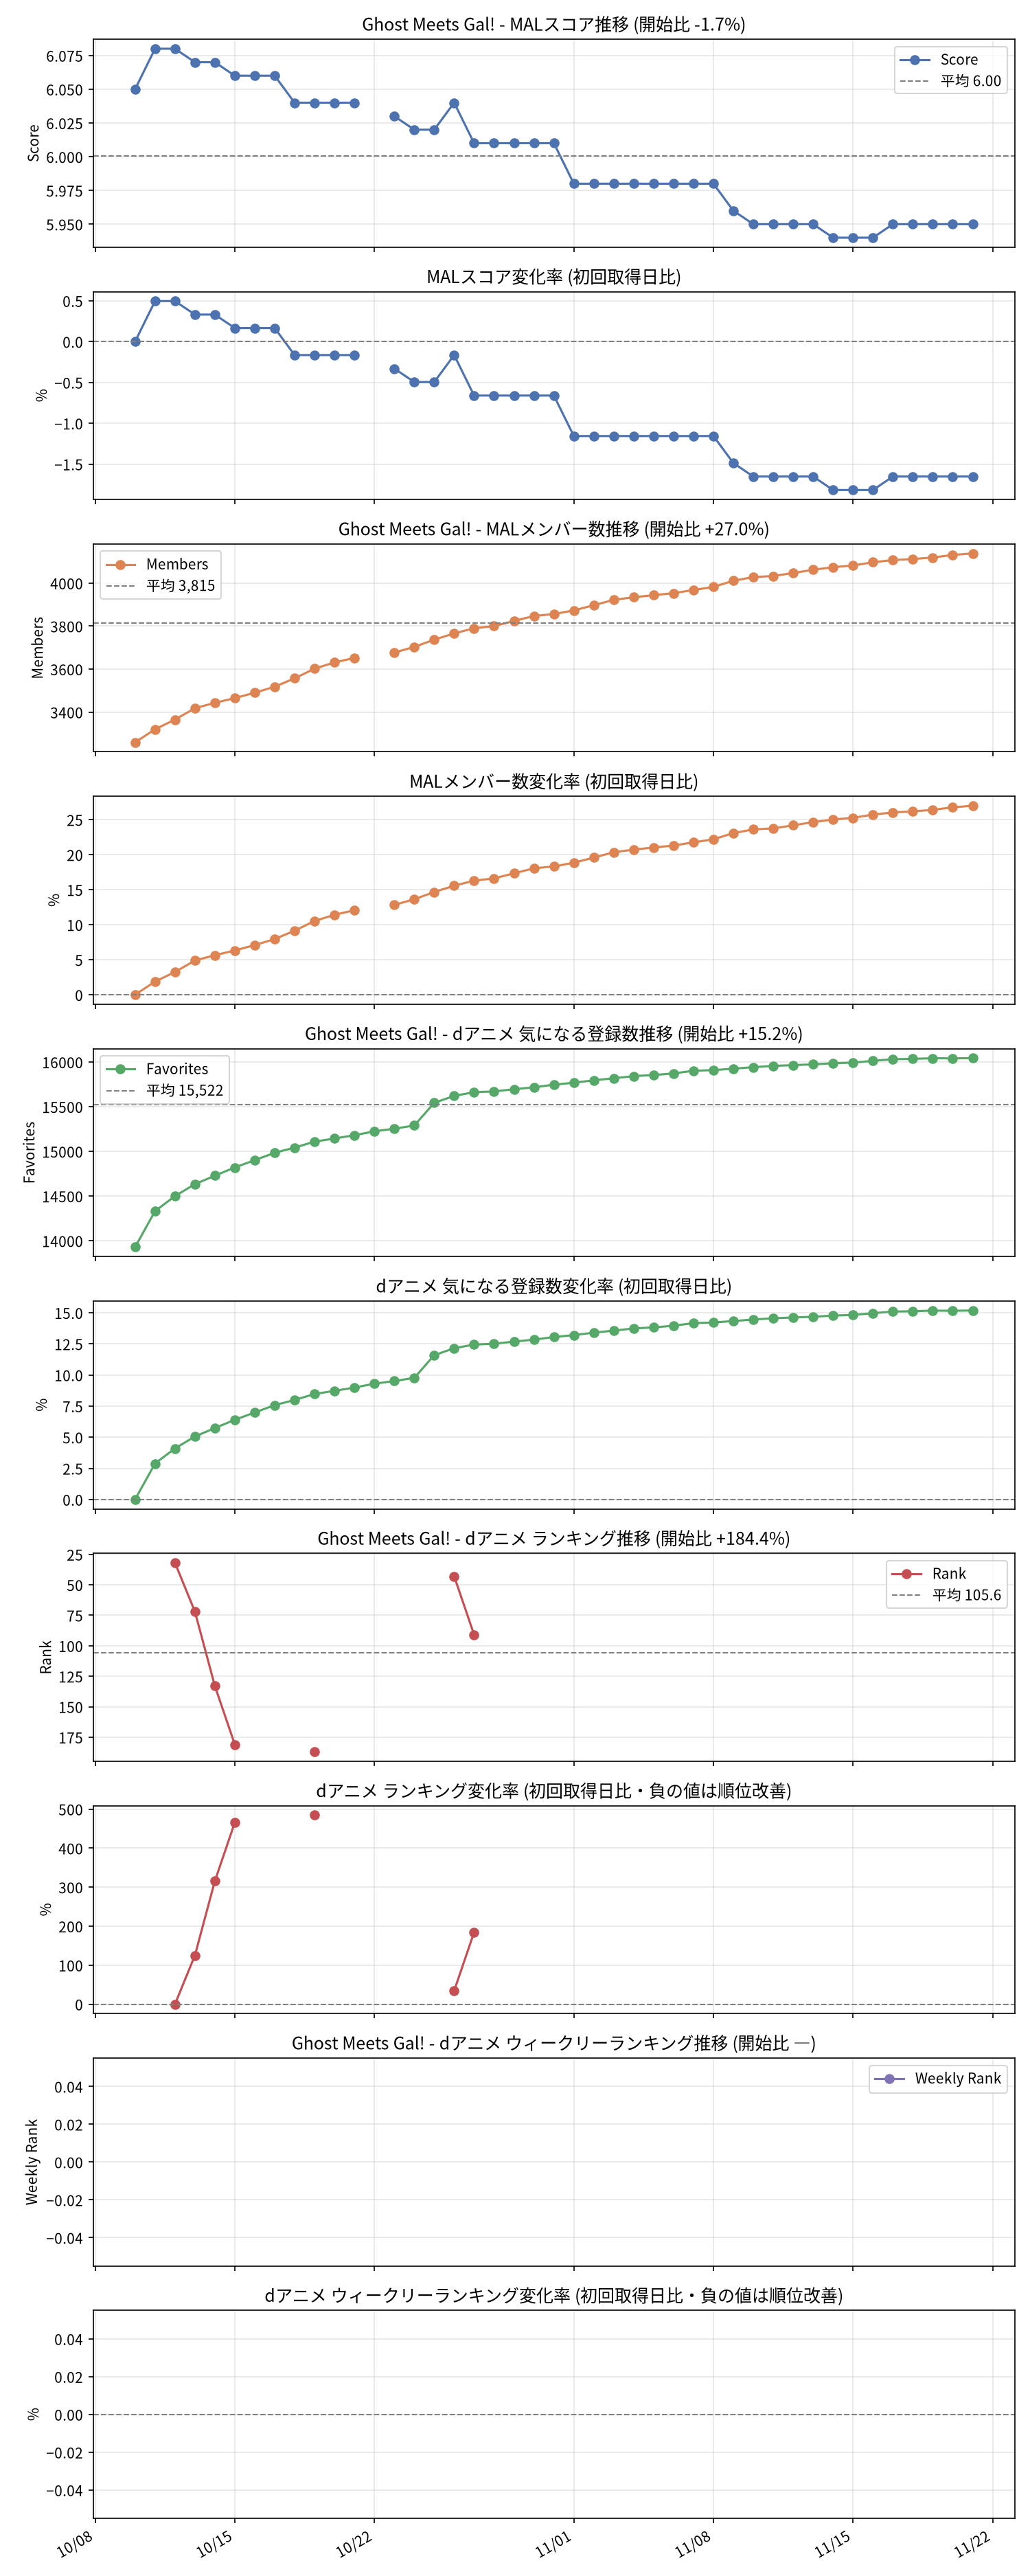 Ghost Meets Gal! - MALスコア推移 (開始比 -1.7%)
Score
6.075
6.050
6.025
6.000
5.975
5.950
Score
平均 6.00
MALスコア変化率 (初回取得日比)
%
0.5
0.0
−0.5
−1.0
−1.5
Ghost Meets Gal! - MALメンバー数推移 (開始比 +27.0%)
Members
4000
3800
3600
3400
Members
平均 3,815
MALメンバー数変化率 (初回取得日比)
%
25
20
15
10
5
0
Ghost Meets Gal! - dアニメ 気になる登録数推移 (開始比 +15.2%)
Favorites
16000
15500
15000
14500
14000
Favorites
平均 15,522
dアニメ 気になる登録数変化率 (初回取得日比)
%
15.0
12.5
10.0
7.5
5.0
2.5
0.0
Ghost Meets Gal! - dアニメ ランキング推移 (開始比 +184.4%)
Rank
25
50
75
100
125
150
175
Rank
平均 105.6
dアニメ ランキング変化率 (初回取得日比・負の値は順位改善)
%
500
400
300
200
100
0
Ghost Meets Gal! - dアニメ ウィークリーランキング推移 (開始比 —)
Weekly Rank
0.04
0.02
0.00
−0.02
−0.04
Weekly Rank
dアニメ ウィークリーランキング変化率 (初回取得日比・負の値は順位改善)
%
0.04
0.02
0.00
−0.02
−0.04
10/08
10/15
10/22
11/01
11/08
11/15
11/22